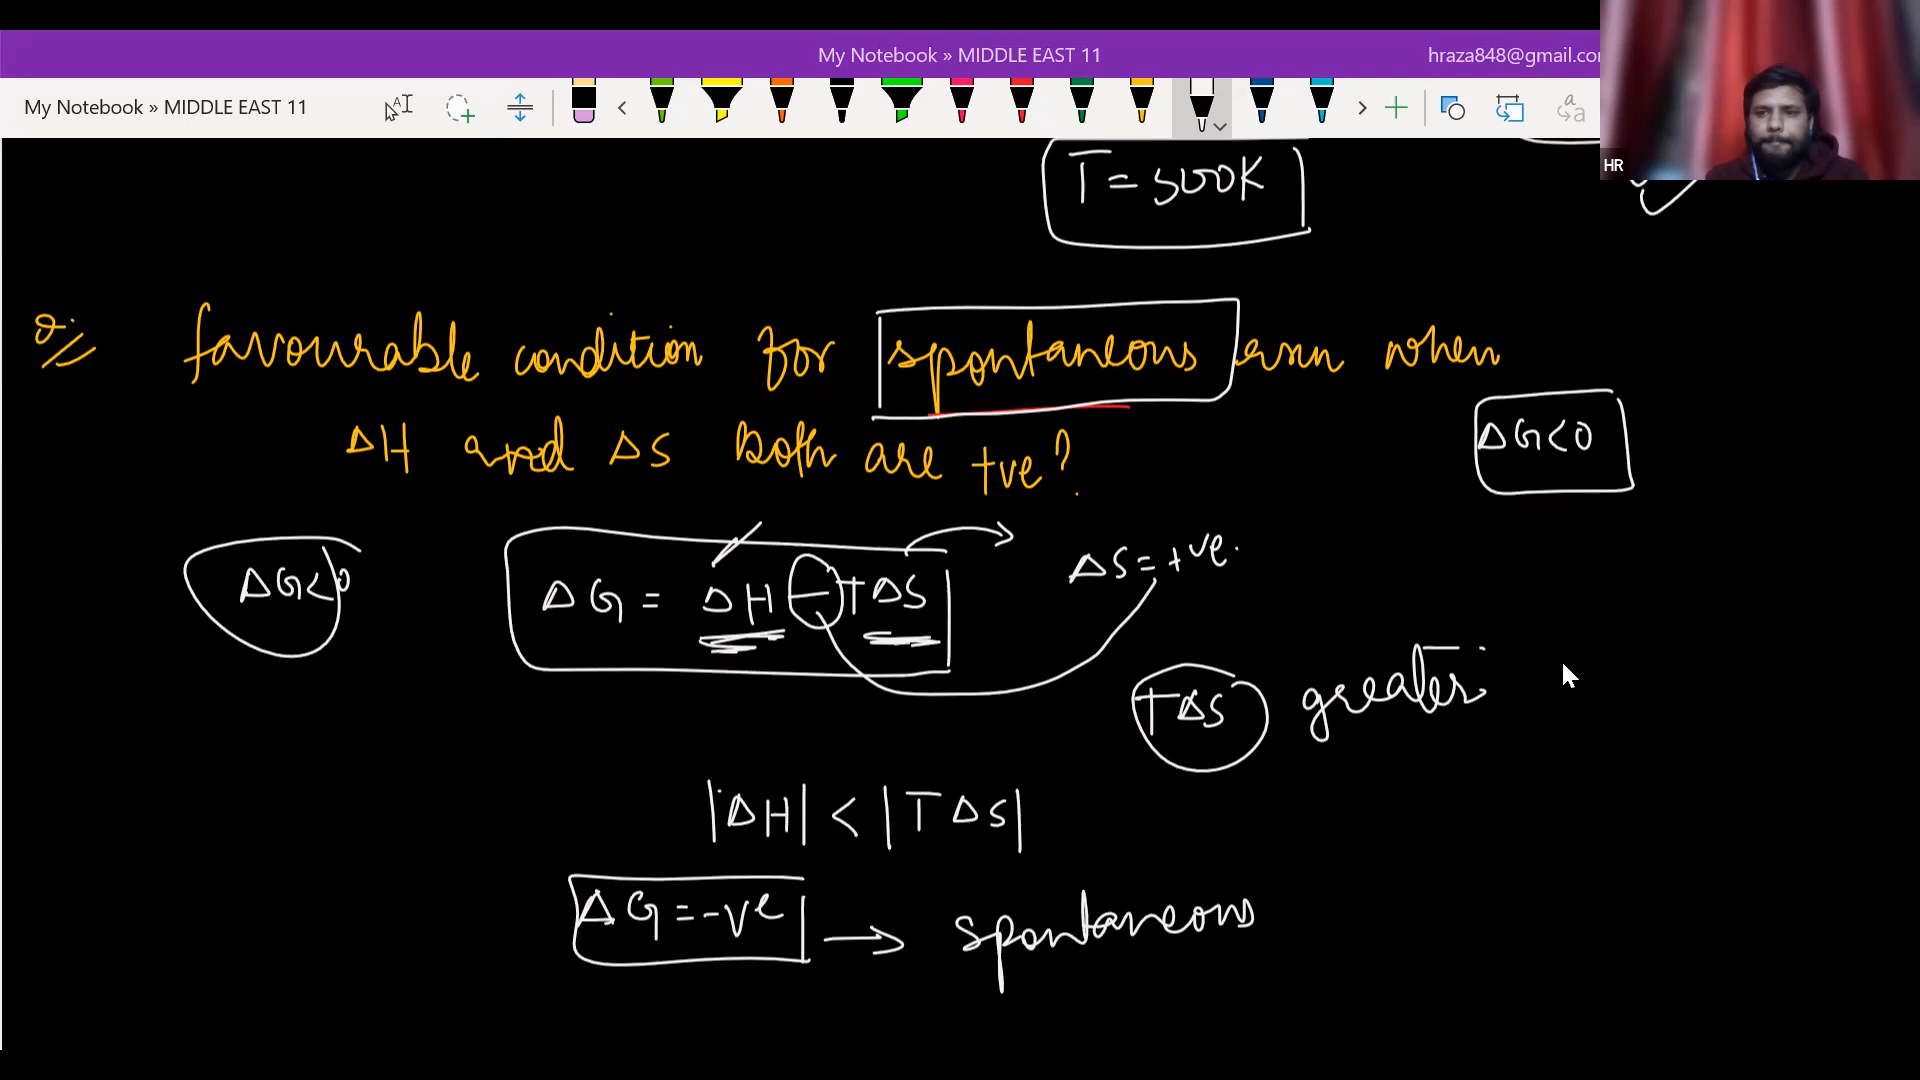 My Notebook » MIDDLE EAST 11
hraza848@gmail.co
My Notebook » MIDDLE EAST 11
HR
T = 500K
favourable condition for spontaneous when
ΔH and ΔS both are +ve?
ΔG<0
ΔG<0
ΔG = ΔH - TΔS
ΔS = +ve.
TΔS greater
|ΔH| < |TΔS|
ΔG = -ve → spontaneous